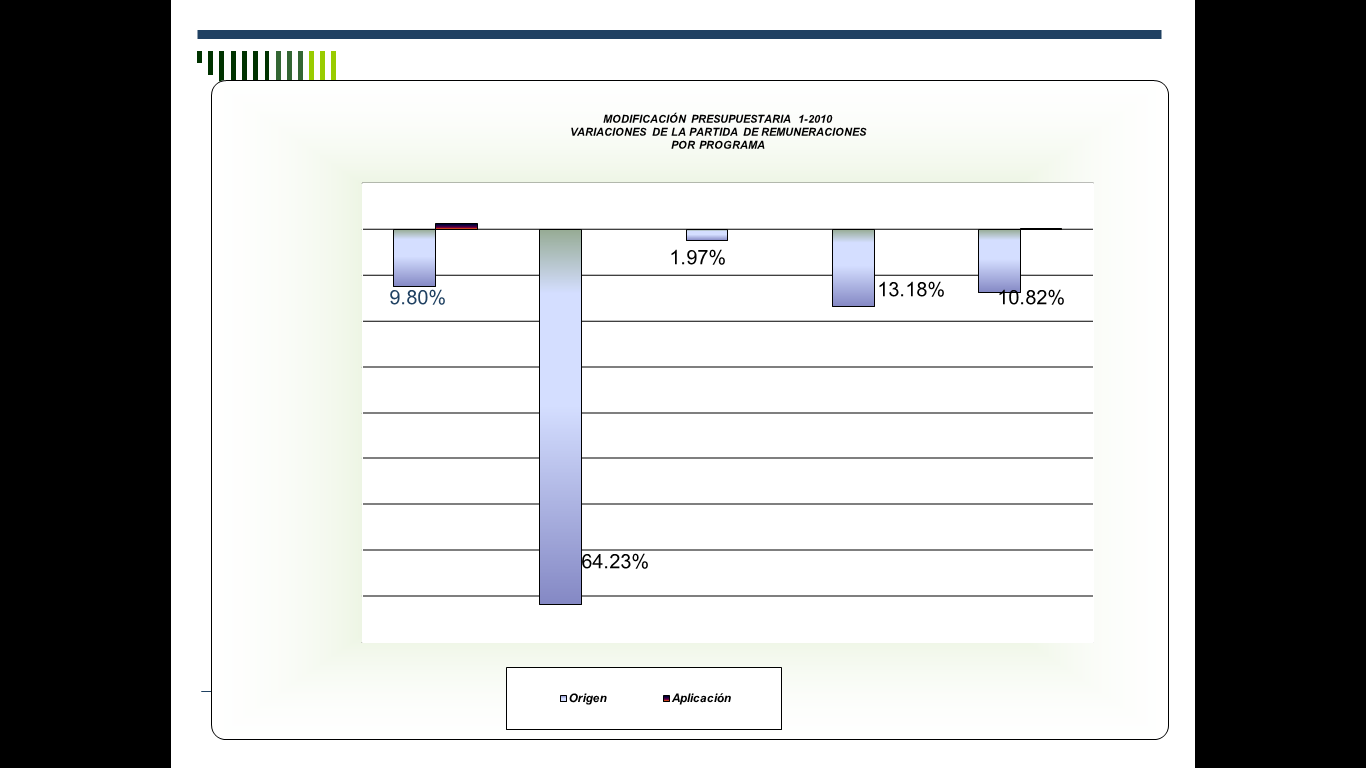 MODIFICACIÓN PRESUPUESTARIA 1-2010
VARIACIONES DE LA PARTIDA DE REMUNERACIONES
POR PROGRAMA
1.97%
9.80%
13.18%
10.82%
64.23%
Origen Aplicación